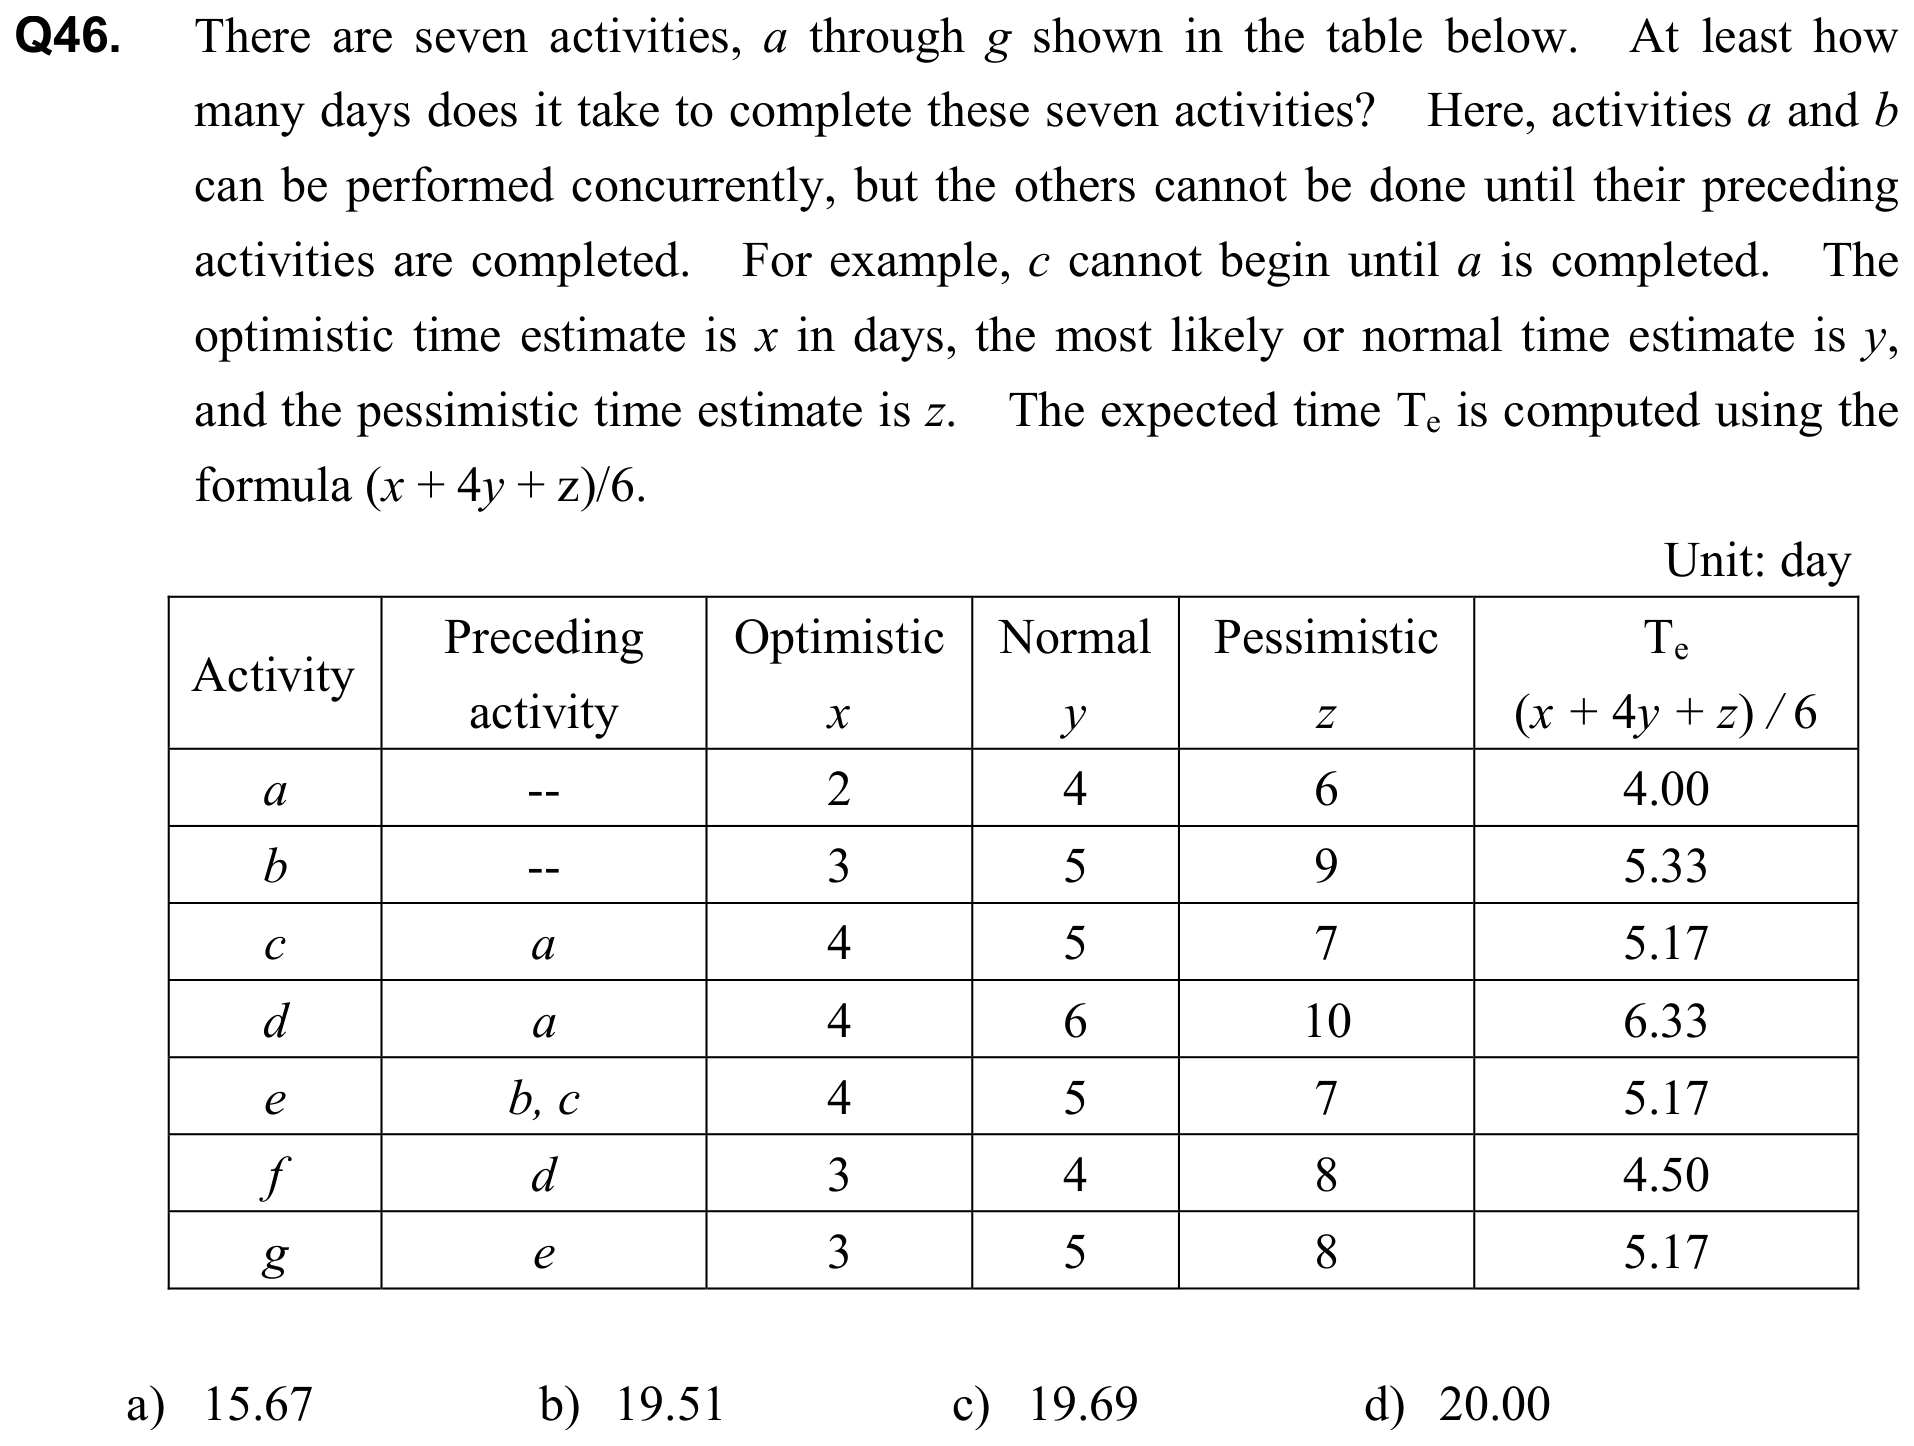 Q46. There are seven activities, a through g shown in the table below. At least how
many days does it take to complete these seven activities? Here, activities a and b
can be performed concurrently, but the others cannot be done until their preceding
activities are completed. For example, c cannot begin until a is completed. The
optimistic time estimate is x in days, the most likely or normal time estimate is y,
and the pessimistic time estimate is z. The expected time Te is computed using the
formula (x + 4y + z)/6.
Unit: day
Activity Preceding activity Optimistic x Normal y Pessimistic z Te (x + 4y + z) / 6
a -- 2 4 6 4.00
b -- 3 5 9 5.33
c a 4 5 7 5.17
d a 4 6 10 6.33
e b, c 4 5 7 5.17
f d 3 4 8 4.50
g e 3 5 8 5.17
a) 15.67 b) 19.51 c) 19.69 d) 20.00